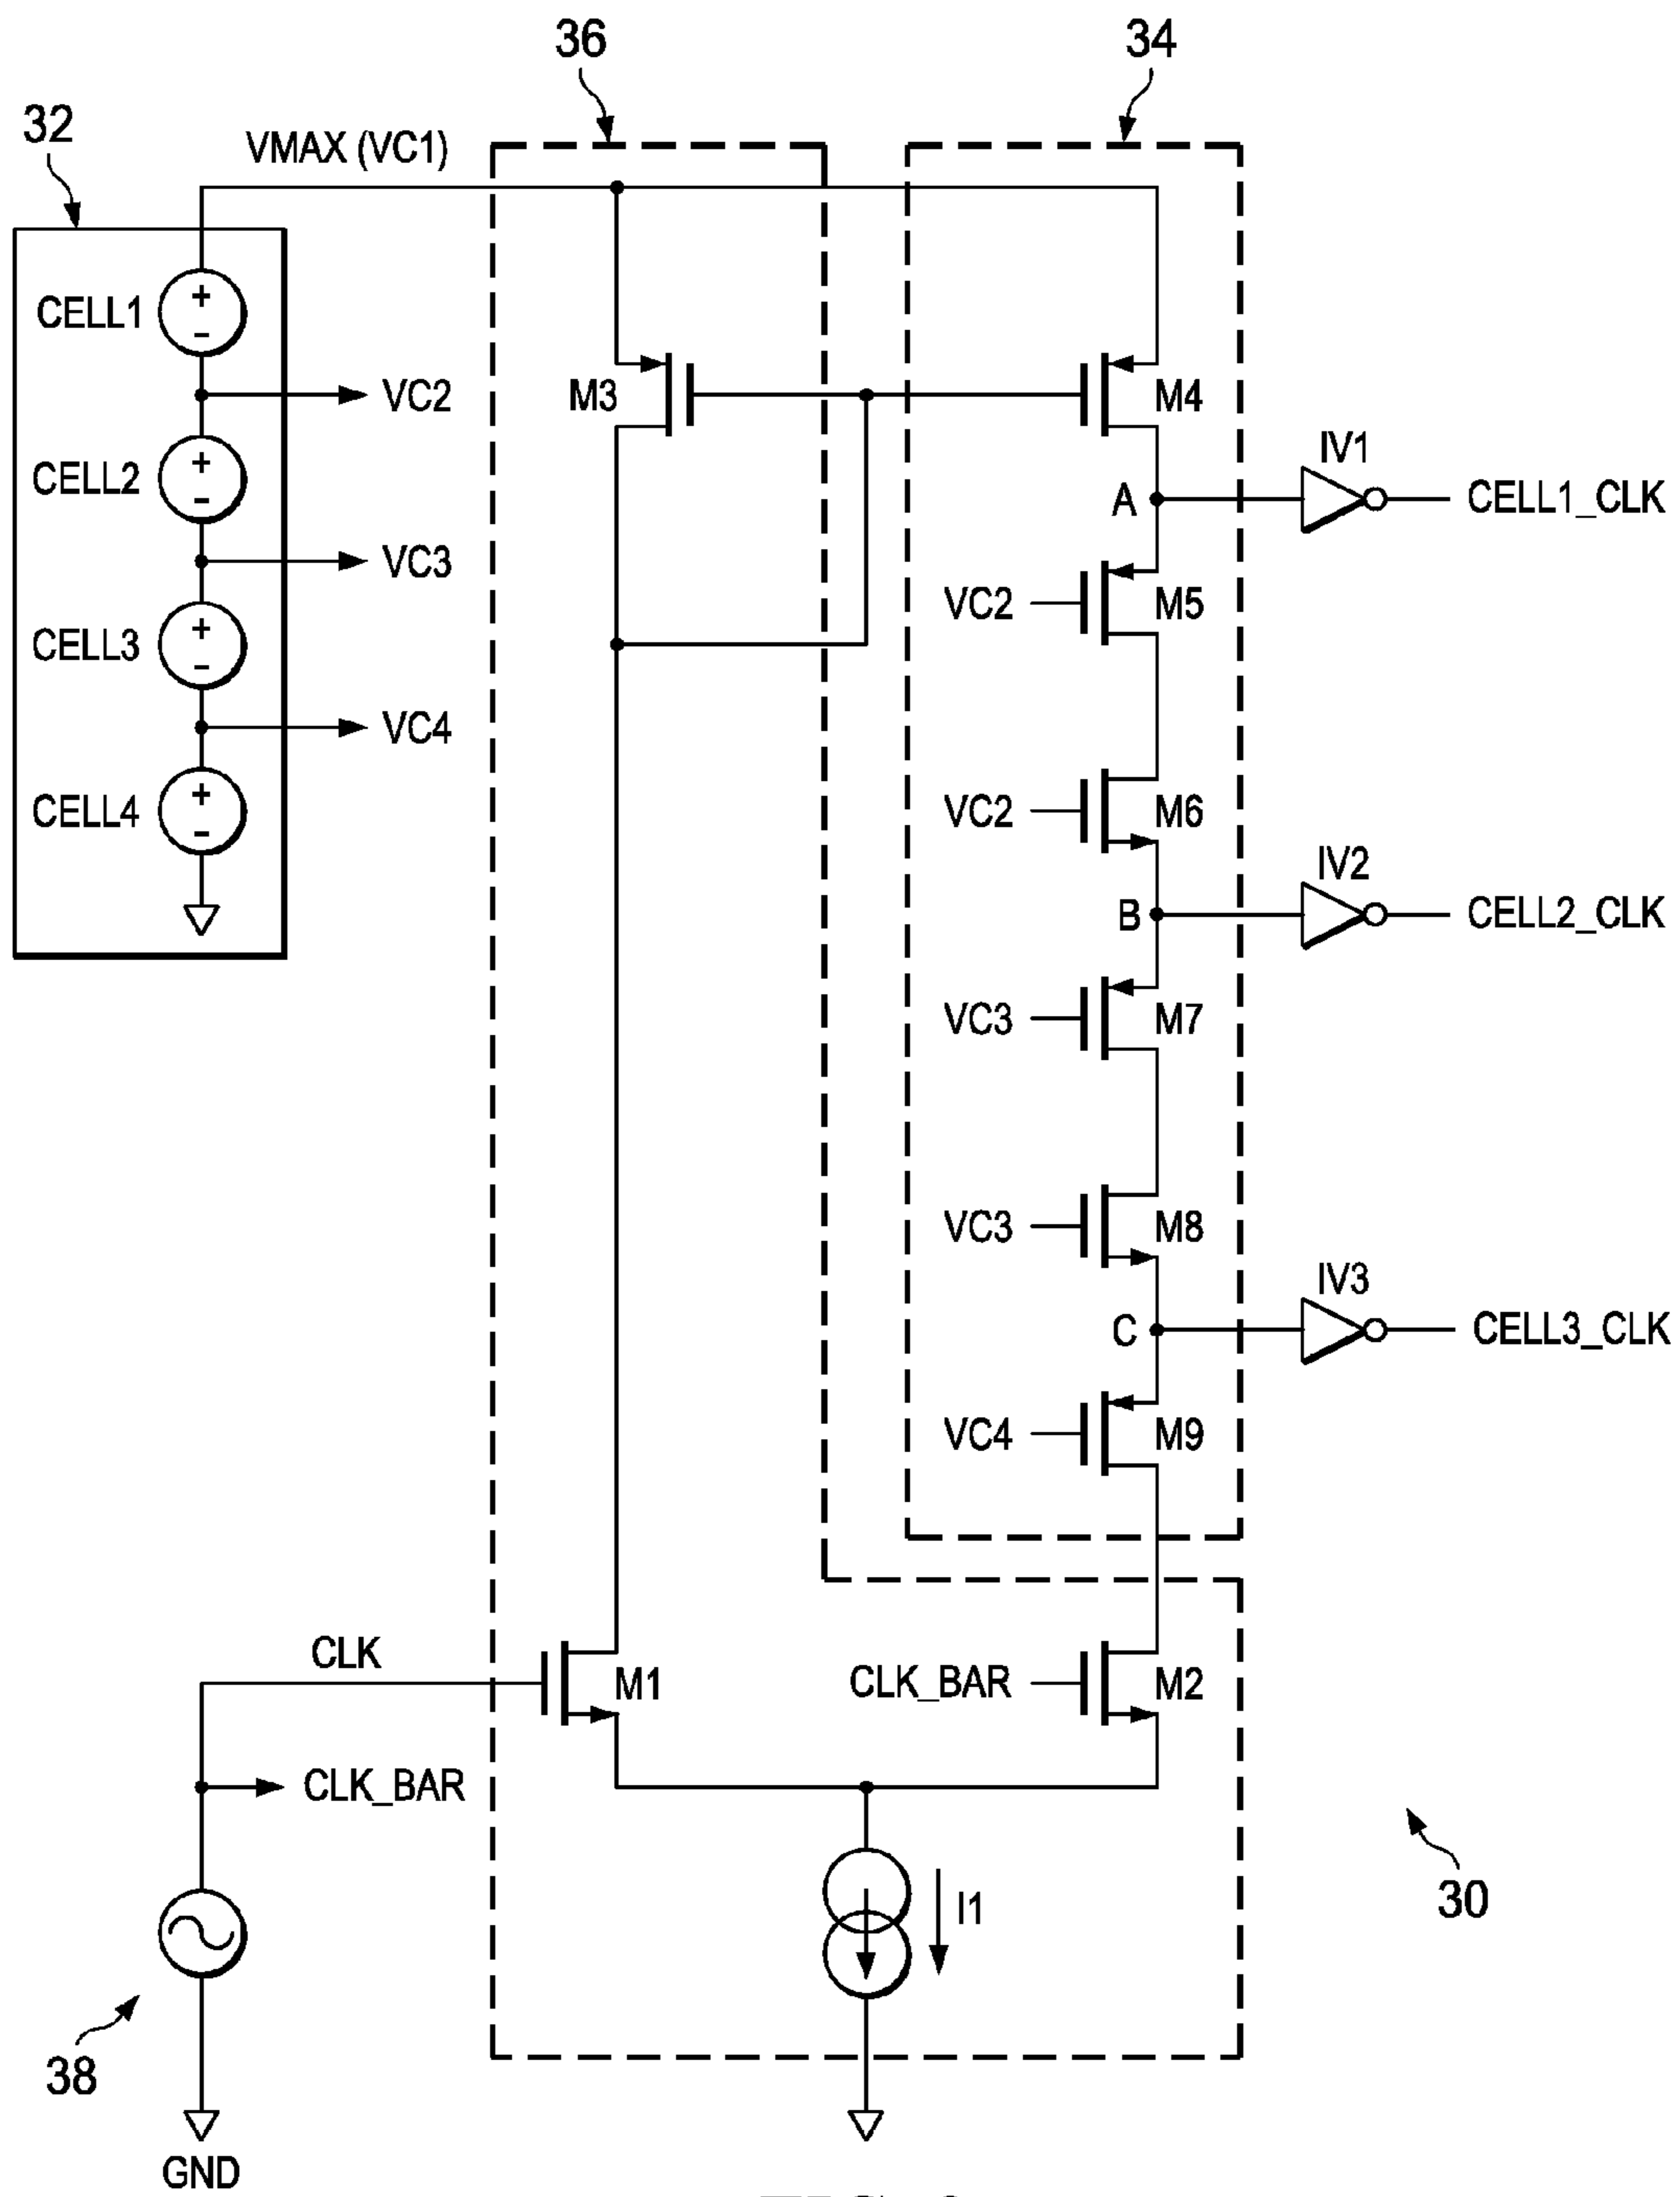 36
34
32
VMAX (VC1)
CELL1
M3
M4
VC2
IV1
A
CELL1_CLK
CELL2
VC3
VC2
M5
CELL3
VC4
CELL4
VC2
M6
IV2
B
CELL2_CLK
VC3
M7
VC3
M8
IV3
C
CELL3_CLK
VC4
M9
CLK
M1
CLK_BAR
M2
CLK_BAR
I1
30
38
GND